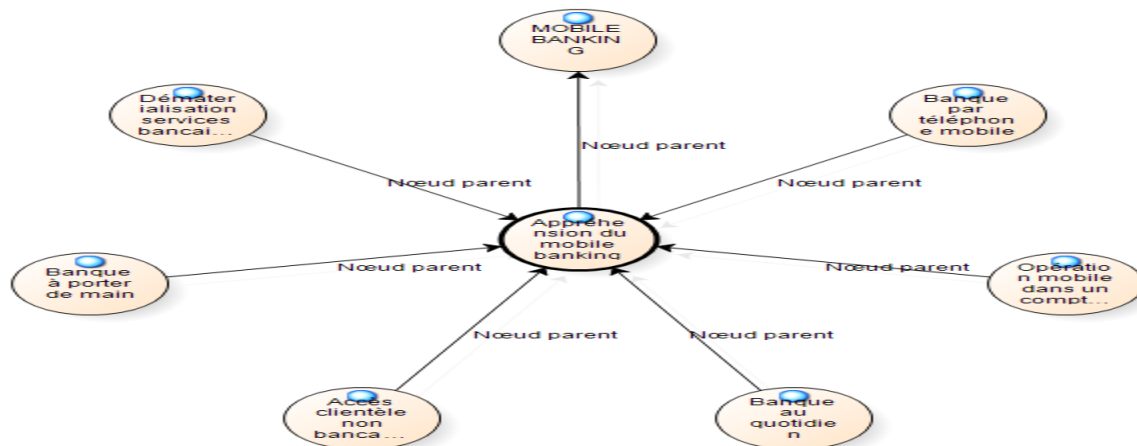 MOBILE
BANKIN
G
Démater
ialisation
services
bancai...
Banque
par
téléphon
e mobile
Nœud parent
Nœud parent
Nœud parent
Appréhe
nsion du
mobile
banking
Banque
à porter
de main
Nœud parent
Nœud parent
Opération
n mobile
dans un
compt...
Nœud parent
Nœud parent
Accès
clientèle
non
banca...
Banque
au
quotidie
n